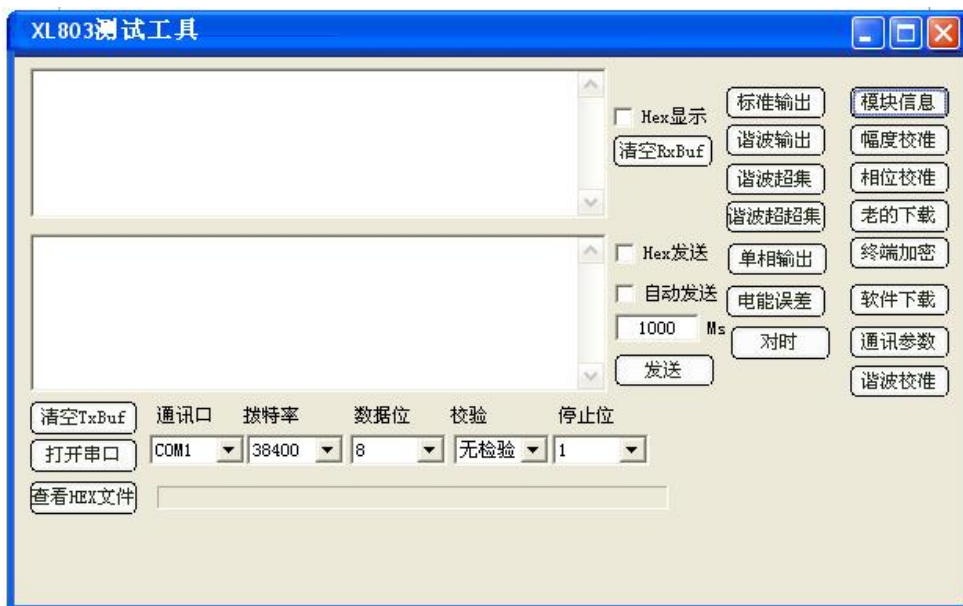 XL803测试工具
Hex显示
清空RxBuf
标准输出
模块信息
谐波输出
幅度校准
谐波超集
相位校准
谐波超超集
老的下载
Hex发送
单相输出
终端加密
自动发送
电能误差
软件下载
1000 Ms
对时
通讯参数
发送
谐波校准
清空TxBuf
通讯口 拨特率 数据位 校验 停止位
打开串口
COM1 38400 8 无检验 1
查看HEX文件